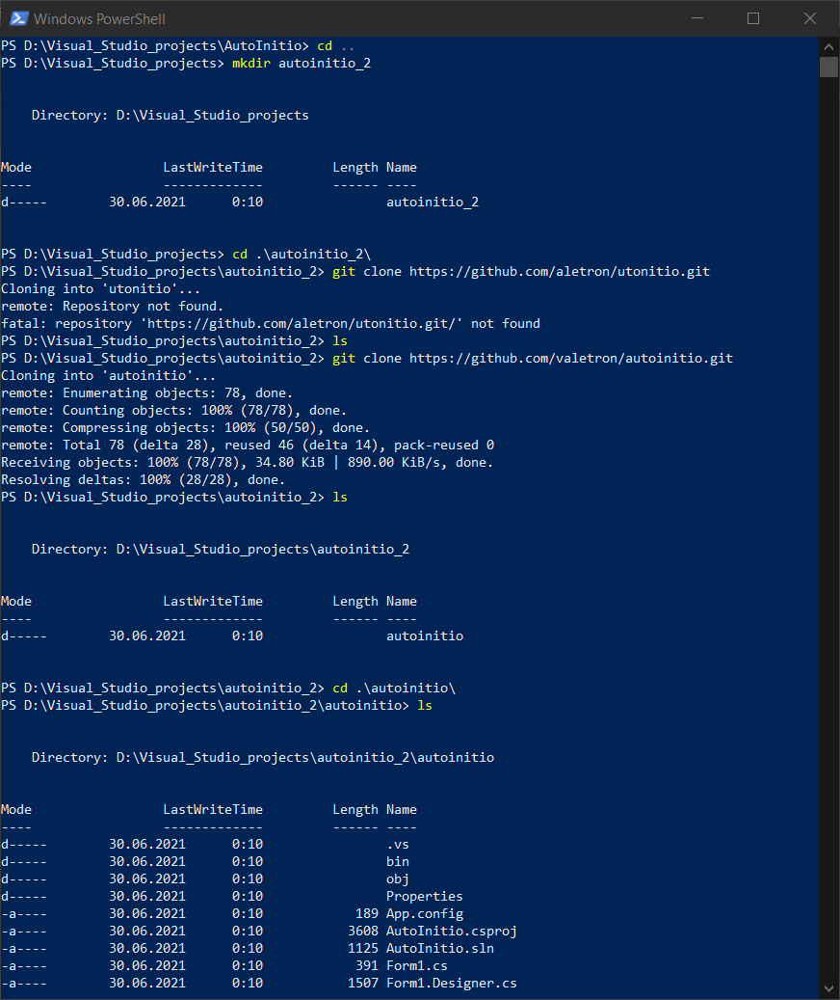 Windows PowerShell
PS D:\Visual_Studio_projects\AutoInitio> cd ..
PS D:\Visual_Studio_projects> mkdir autoinitio_2
Directory: D:\Visual_Studio_projects
Mode LastWriteTime Length Name
---- ------------- ------ ----
d----- 30.06.2021 0:10 autoinitio_2
PS D:\Visual_Studio_projects> cd .\autoinitio_2\
PS D:\Visual_Studio_projects\autoinitio_2> git clone https://github.com/aletron/utonitio.git
Cloning into 'utonitio'...
remote: Repository not found.
fatal: repository 'https://github.com/aletron/utonitio.git/' not found
PS D:\Visual_Studio_projects\autoinitio_2> ls
PS D:\Visual_Studio_projects\autoinitio_2> git clone https://github.com/valetron/autoinitio.git
Cloning into 'autoinitio'...
remote: Enumerating objects: 78, done.
remote: Counting objects: 100% (78/78), done.
remote: Compressing objects: 100% (50/50), done.
remote: Total 78 (delta 28), reused 46 (delta 14), pack-reused 0
Receiving objects: 100% (78/78), 34.80 KiB | 890.00 KiB/s, done.
Resolving deltas: 100% (28/28), done.
PS D:\Visual_Studio_projects\autoinitio_2> ls
Directory: D:\Visual_Studio_projects\autoinitio_2
Mode LastWriteTime Length Name
---- ------------- ------ ----
d----- 30.06.2021 0:10 autoinitio
PS D:\Visual_Studio_projects\autoinitio_2> cd .\autoinitio\
PS D:\Visual_Studio_projects\autoinitio_2\autoinitio> ls
Directory: D:\Visual_Studio_projects\autoinitio_2\autoinitio
Mode LastWriteTime Length Name
---- ------------- ------ ----
d----- 30.06.2021 0:10 .vs
d----- 30.06.2021 0:10 bin
d----- 30.06.2021 0:10 obj
d----- 30.06.2021 0:10 Properties
-a---- 30.06.2021 0:10 189 App.config
-a---- 30.06.2021 0:10 3608 AutoInitio.csproj
-a---- 30.06.2021 0:10 1125 AutoInitio.sln
-a---- 30.06.2021 0:10 391 Form1.cs
-a---- 30.06.2021 0:10 1507 Form1.Designer.cs